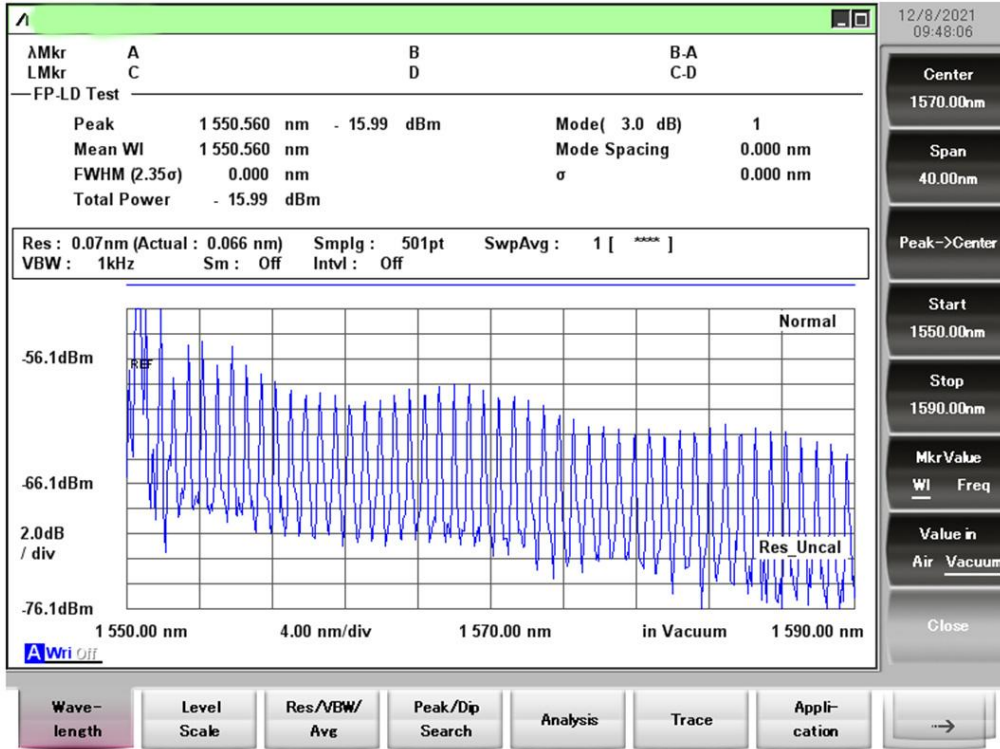 12/8/2021
09:48:06
λMkr A B B-A
LMkr C D C-D
FP-LD Test
Peak 1 550.560 nm - 15.99 dBm Mode( 3.0 dB) 1
Mean Wl 1 550.560 nm Mode Spacing 0.000 nm
FWHM (2.35σ) 0.000 nm σ 0.000 nm
Total Power - 15.99 dBm
Res : 0.07nm (Actual : 0.066 nm) Smplg : 501pt SwpAvg : 1 [ **** ]
VBW : 1kHz Sm : Off Intvl : Off
Normal
-56.1dBm
REF
-66.1dBm
2.0dB
/ div
Res_Uncal
-76.1dBm
1 550.00 nm 4.00 nm/div 1 570.00 nm in Vacuum 1 590.00 nm
A Wri Off
Center
1570.00nm
Span
40.00nm
Peak->Center
Start
1550.00nm
Stop
1590.00nm
Mkr Value
Wl Freq
Value in
Air Vacuum
Close
Wave-
length
Level
Scale
Res/VBW/
Avg
Peak/Dip
Search
Analysis
Trace
Appli-
cation